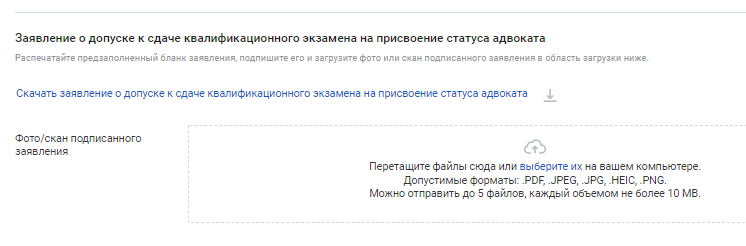 Заявление о допуске к сдаче квалификационного экзамена на присвоение статуса адвоката
Распечатайте предзаполненный бланк заявления, подпишите его и загрузите фото или скан подписанного заявления в область загрузки ниже.
Скачать заявление о допуске к сдаче квалификационного экзамена на присвоение статуса адвоката
Фото/скан подписанного
заявления
Перетащите файлы сюда или выберите их на вашем компьютере.
Допустимые форматы: .PDF, .JPEG, .JPG, .HEIC, .PNG.
Можно отправить до 5 файлов, каждый объемом не более 10 MB.